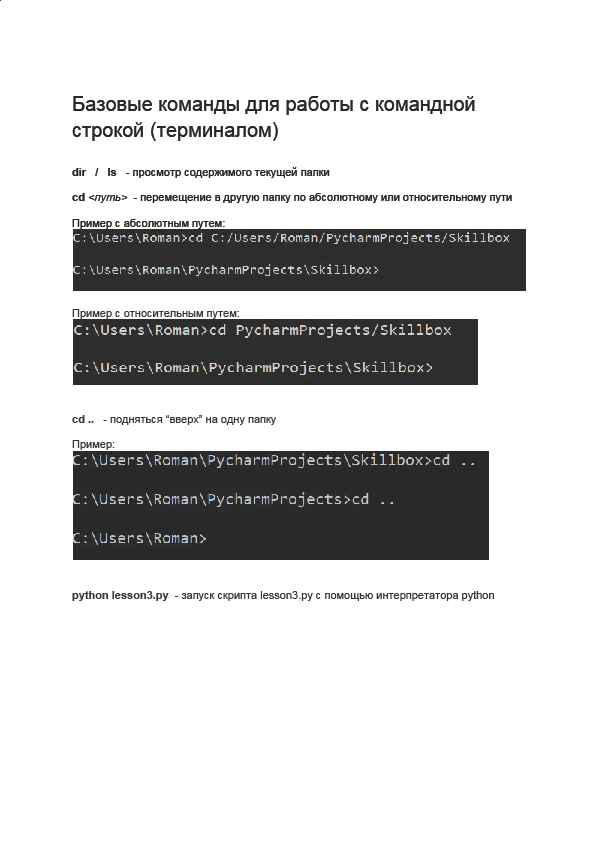 Базовые команды для работы с командной
строкой (терминалом)
dir / ls - просмотр содержимого текущей папки
cd <путь> - перемещение в другую папку по абсолютному или относительному пути
Пример с абсолютным путем:
C:\Users\Roman>cd C:/Users/Roman/PycharmProjects/Skillbox
C:\Users\Roman\PycharmProjects\Skillbox>
Пример с относительным путем:
C:\Users\Roman>cd PycharmProjects/Skillbox
C:\Users\Roman\PycharmProjects\Skillbox>
cd .. - подняться “вверх” на одну папку
Пример:
C:\Users\Roman\PycharmProjects\Skillbox>cd ..
C:\Users\Roman\PycharmProjects>cd ..
C:\Users\Roman>
python lesson3.py - запуск скрипта lesson3.py с помощью интерпретатора python